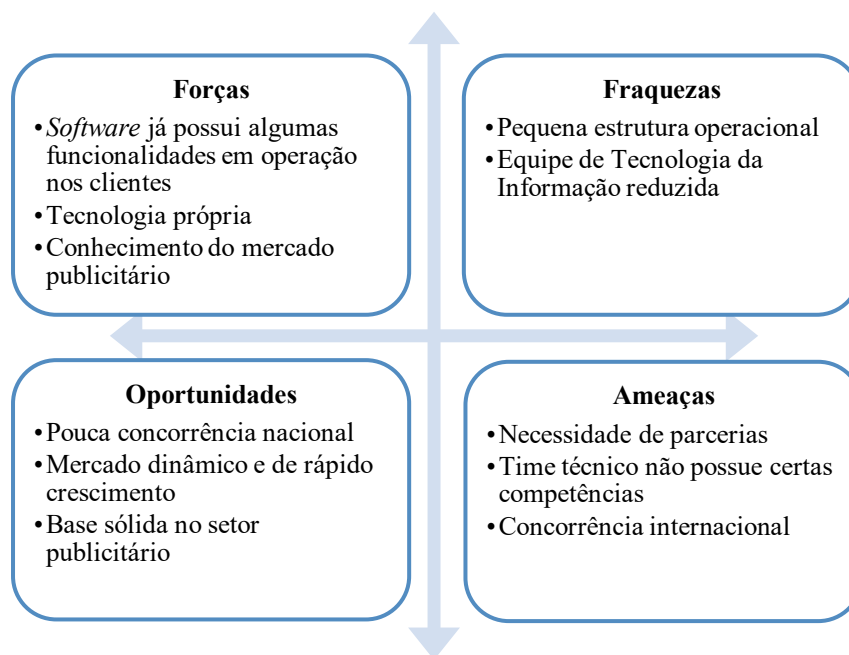 Forças
•Software já possui algumas
funcionalidades em operação
nos clientes
•Tecnologia própria
•Conhecimento do mercado
publicitário
Fraquezas
•Pequena estrutura operacional
•Equipe de Tecnologia da
Informação reduzida
Oportunidades
•Pouca concorrência nacional
•Mercado dinâmico e de rápido
crescimento
•Base sólida no setor
publicitário
Ameaças
•Necessidade de parcerias
•Time técnico não possue certas
competências
•Concorrência internacional